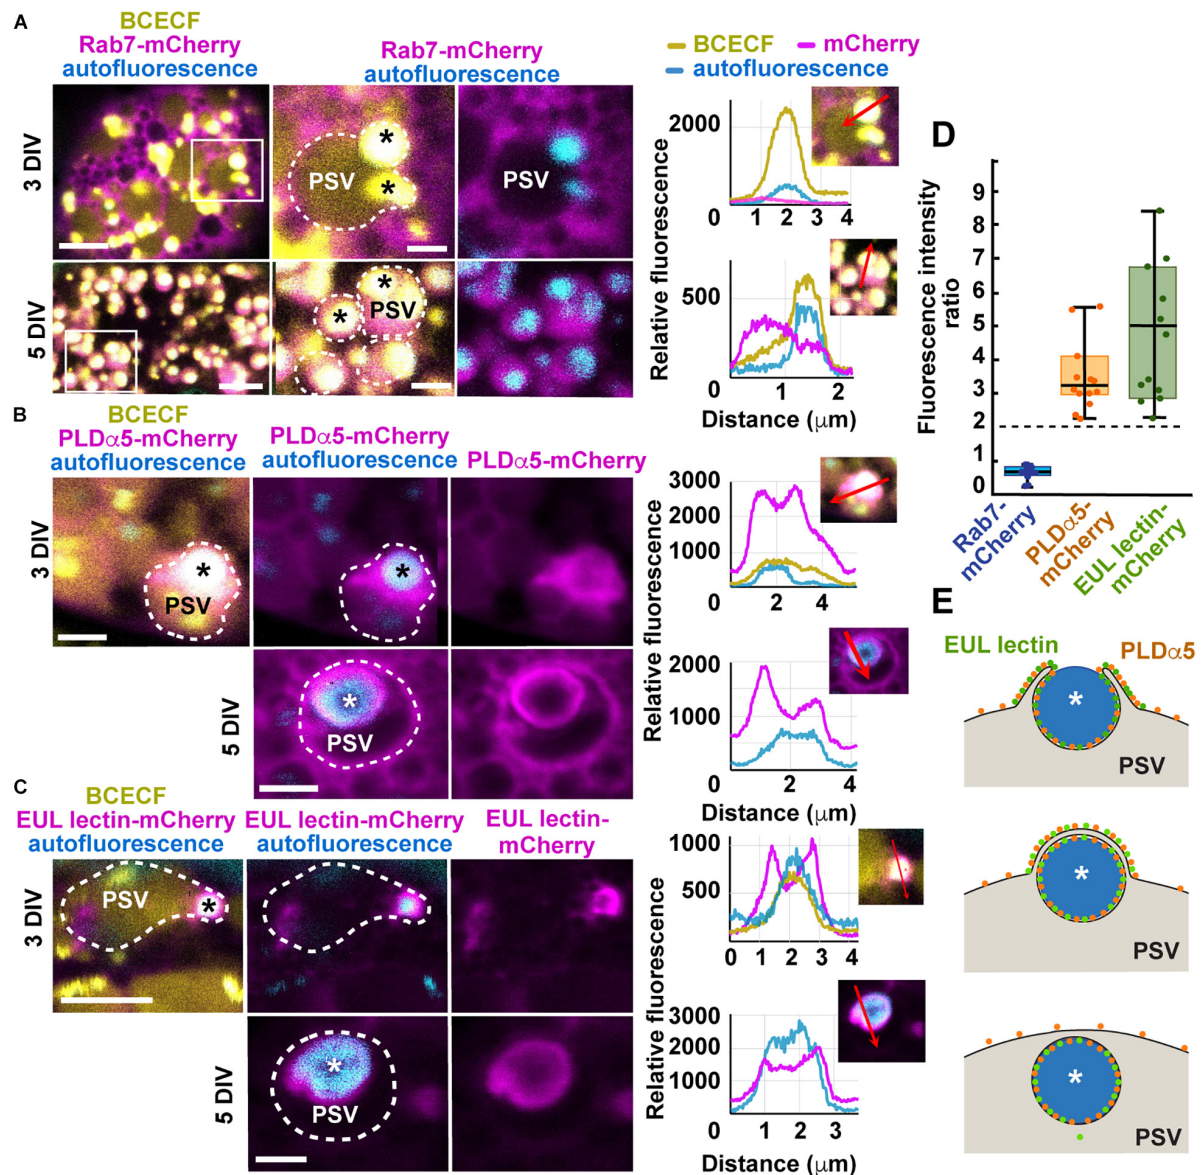 A
BCECF
Rab7-mCherry
autofluorescence
Rab7-mCherry
autofluorescence
3 DIV
PSV
*
*
PSV
5 DIV
*
*
PSV
BCECF
mCherry
autofluorescence
Relative fluorescence
2000
0
1 2 3 4
500
0
1 2
Distance (μm)
B
BCECF
PLDα5-mCherry
autofluorescence
PLDα5-mCherry
autofluorescence
PLDα5-mCherry
3 DIV
*
PSV
*
5 DIV
*
PSV
Relative fluorescence
3000
2000
1000
0
2 4
2000
1000
0
2 4
Distance (μm)
C
BCECF
EUL lectin-mCherry
autofluorescence
EUL lectin-mCherry
autofluorescence
EUL lectin-
mCherry
3 DIV
PSV
*
5 DIV
*
PSV
Relative fluorescence
1000
500
0 1 2 3 4
3000
2000
1000
0
1 2 3 4
Distance (μm)
D
Fluorescence intensity
ratio
9
8
7
6
5
4
3
2
1
0
Rab7-
mCherry
PLDα5-
mCherry
EUL lectin-
mCherry
E
EUL lectin
PLDα5
*
PSV
*
PSV
*
PSV